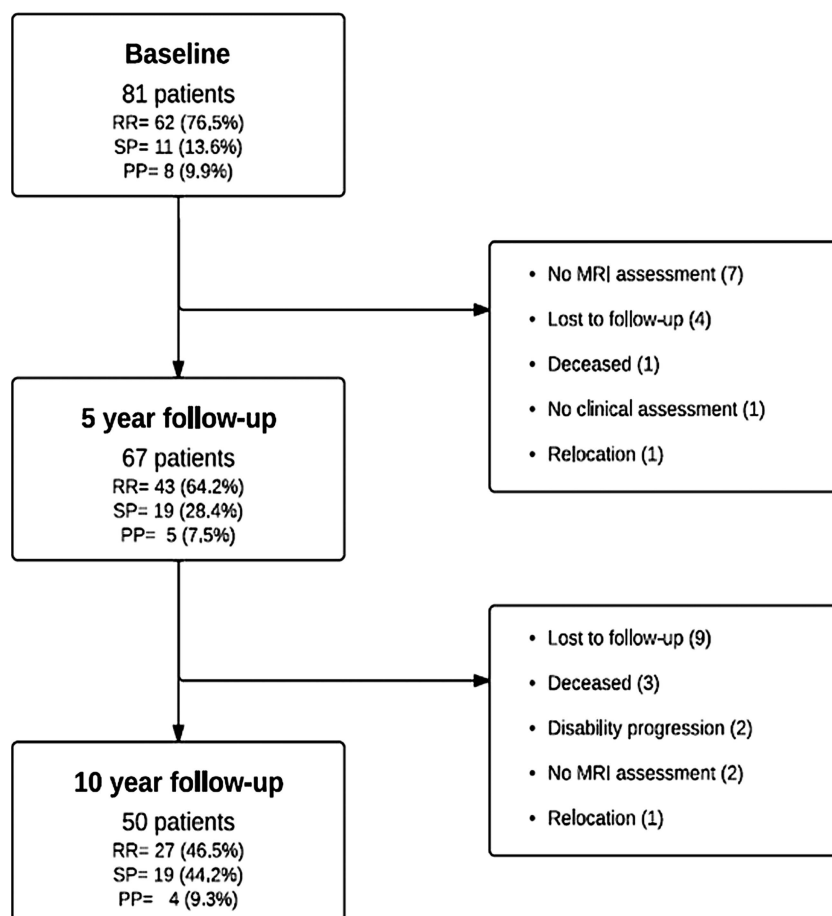 Baseline
81 patients
RR= 62 (76.5%)
SP= 11 (13.6%)
PP= 8 (9.9%)
• No MRI assessment (7)
• Lost to follow-up (4)
• Deceased (1)
• No clinical assessment (1)
• Relocation (1)
5 year follow-up
67 patients
RR= 43 (64.2%)
SP= 19 (28.4%)
PP= 5 (7.5%)
• Lost to follow-up (9)
• Deceased (3)
• Disability progression (2)
• No MRI assessment (2)
• Relocation (1)
10 year follow-up
50 patients
RR= 27 (46.5%)
SP= 19 (44.2%)
PP= 4 (9.3%)